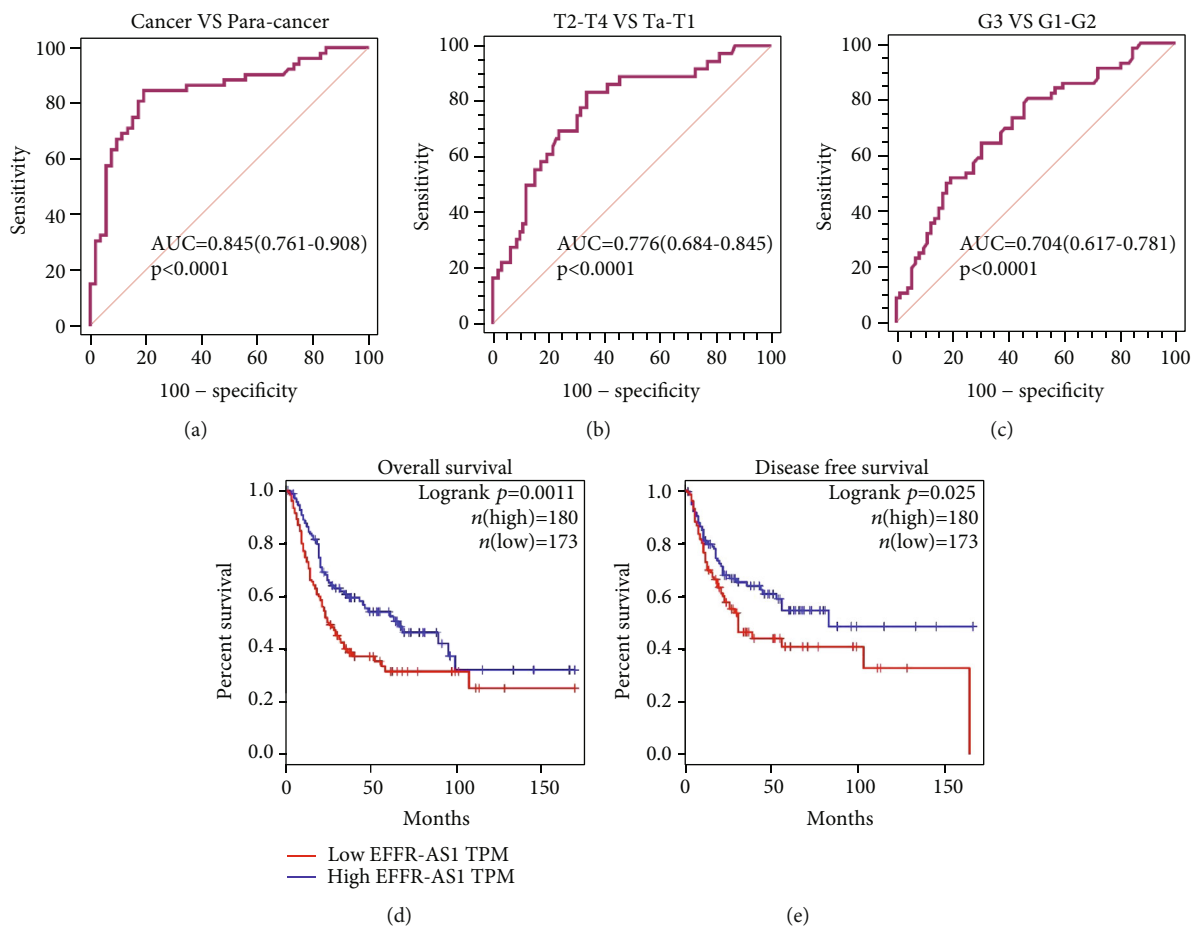 Cancer VS Para-cancer
100
80
60
40
20
0
Sensitivity
AUC=0.845(0.761-0.908)
p<0.0001
0 20 40 60 80 100
100 – specificity
(a)
T2-T4 VS Ta-T1
100
80
60
40
20
0
Sensitivity
AUC=0.776(0.684-0.845)
p<0.0001
0 20 40 60 80 100
100 – specificity
(b)
G3 VS G1-G2
100
80
60
40
20
0
Sensitivity
AUC=0.704(0.617-0.781)
p<0.0001
0 20 40 60 80 100
100 – specificity
(c)
Overall survival
Logrank p=0.0011
n(high)=180
n(low)=173
1.0
0.8
0.6
0.4
0.2
0.0
Percent survival
0 50 100 150
Months
Low EFFR-AS1 TPM
High EFFR-AS1 TPM
(d)
Disease free survival
Logrank p=0.025
n(high)=180
n(low)=173
1.0
0.8
0.6
0.4
0.2
0.0
Percent survival
0 50 100 150
Months
(e)